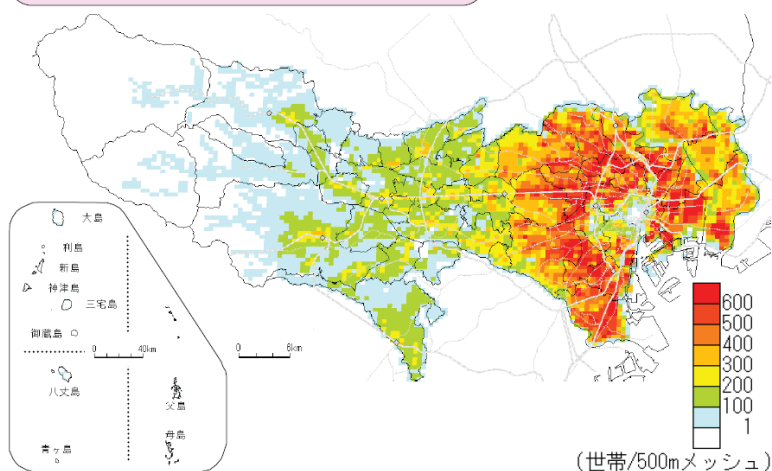 大島
利島
新島
神津島
三宅島
御蔵島
0 40km
0 6km
八丈島
父島
母島
青ヶ島
600
500
400
300
200
100
1
(世帯/500mメッシュ)